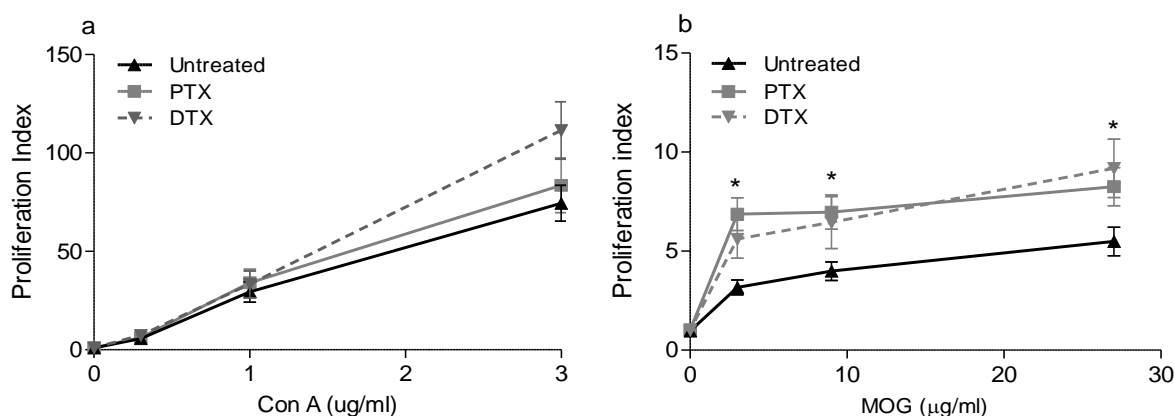 a
150
100
50
0
Proliferation Index
Untreated
PTX
DTX
0 1 2 3
Con A (ug/ml)
b
15
10
5
0
Proliferation index
Untreated
PTX
DTX
*
*
*
0 10 20 30
MOG (μg/ml)